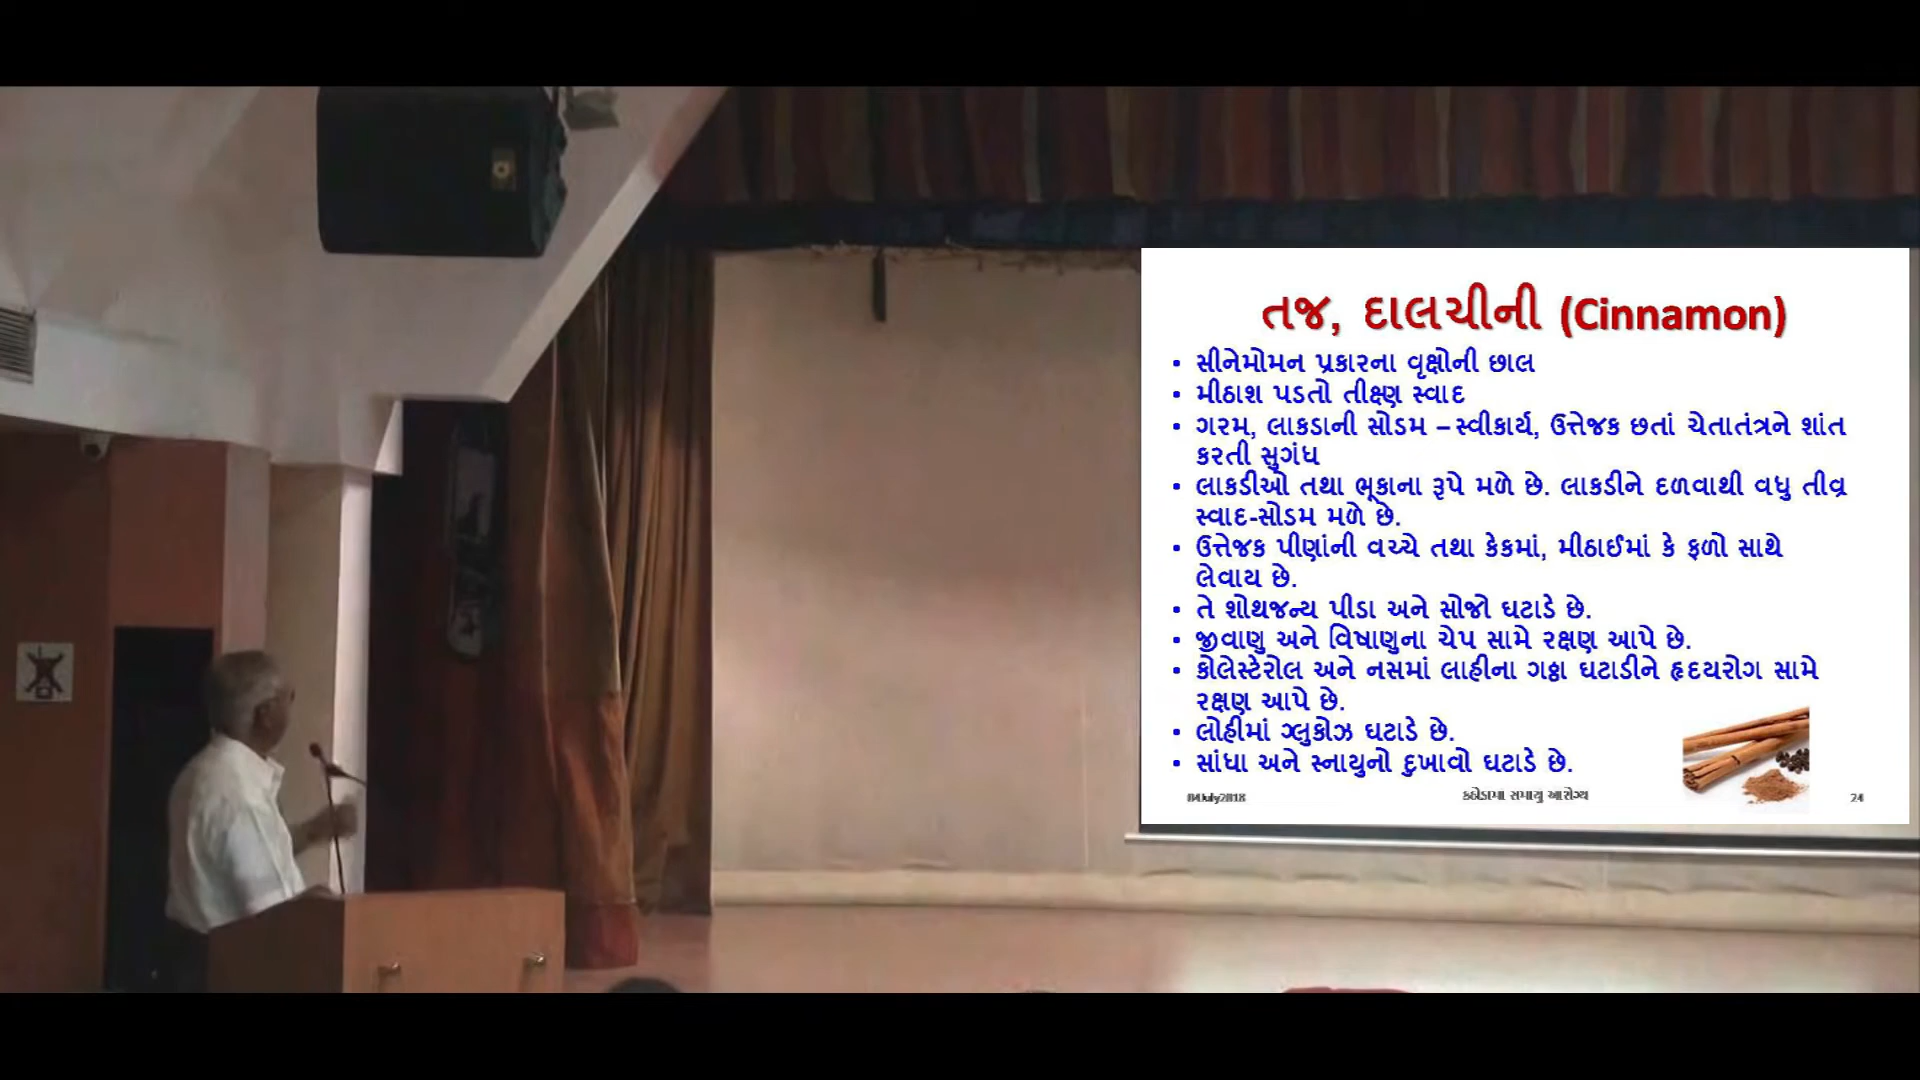 તજ, દાલચીની (Cinnamon)
• સીનેમોમન પ્રકારના વૃક્ષોની છાલ
• મીઠાશ પડતો તીક્ષ્ણ સ્વાદ
• ગરમ, લાકડાની સોડમ – સ્વીકાર્ય, ઉત્તેજક છતાં ચેતાતંત્રને શાંત
કરતી સુગંધ
• લાકડીઓ તથા ભૂકાના રૂપે મળે છે. લાકડીને દળવાથી વધુ તીવ્ર
સ્વાદ-સોડમ મળે છે.
• ઉત્તેજક પીણાંની વચ્ચે તથા કેકમાં, મીઠાઈમાં કે ફળો સાથે
લેવાય છે.
• તે શોથજન્ય પીડા અને સોજો ઘટાડે છે.
• જીવાણુ અને વિષાણુના ચેપ સામે રક્ષણ આપે છે.
• કોલેસ્ટેરોલ અને નસમાં લાહીના ગઠ્ઠા ઘટાડીને હૃદયરોગ સામે
રક્ષણ આપે છે.
• લોહીમાં ગ્લુકોઝ ઘટાડે છે.
• સાંધા અને સ્નાયુનો દુખાવો ઘટાડે છે.
04July2018
આરોગ્ય
24